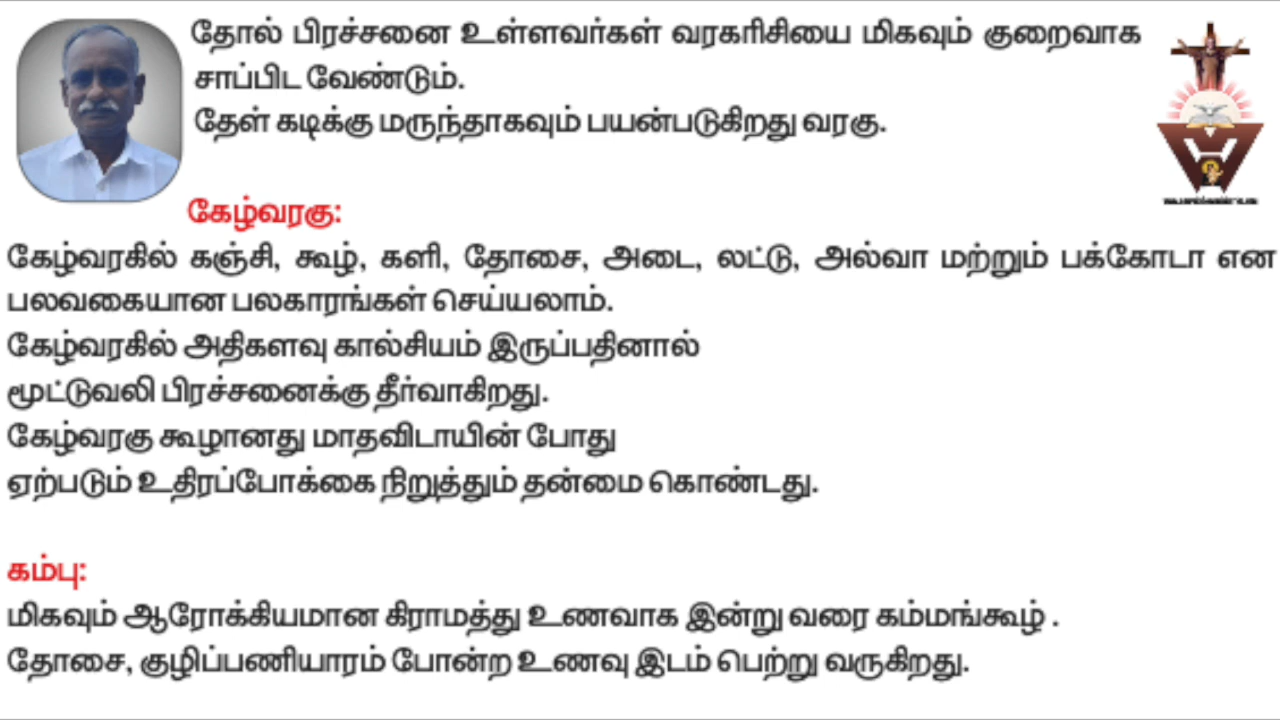 தோல் பிரச்சனை உள்ளவர்கள் வரகரிசியை மிகவும் குறைவாக
சாப்பிட வேண்டும்.
தேள் கடிக்கு மருந்தாகவும் பயன்படுகிறது வரகு.
கேழ்வரகு:
கேழ்வரகில் கஞ்சி, கூழ், களி, தோசை, அடை, லட்டு, அல்வா மற்றும் பக்கோடா என
பலவகையான பலகாரங்கள் செய்யலாம்.
கேழ்வரகில் அதிகளவு கால்சியம் இருப்பதினால்
மூட்டுவலி பிரச்சனைக்கு தீர்வாகிறது.
கேழ்வரகு கூழானது மாதவிடாயின் போது
ஏற்படும் உதிரப்போக்கை நிறுத்தும் தன்மை கொண்டது.
கம்பு:
மிகவும் ஆரோக்கியமான கிராமத்து உணவாக இன்று வரை கம்மங்கூழ் .
தோசை, குழிப்பணியாரம் போன்ற உணவு இடம் பெற்று வருகிறது.